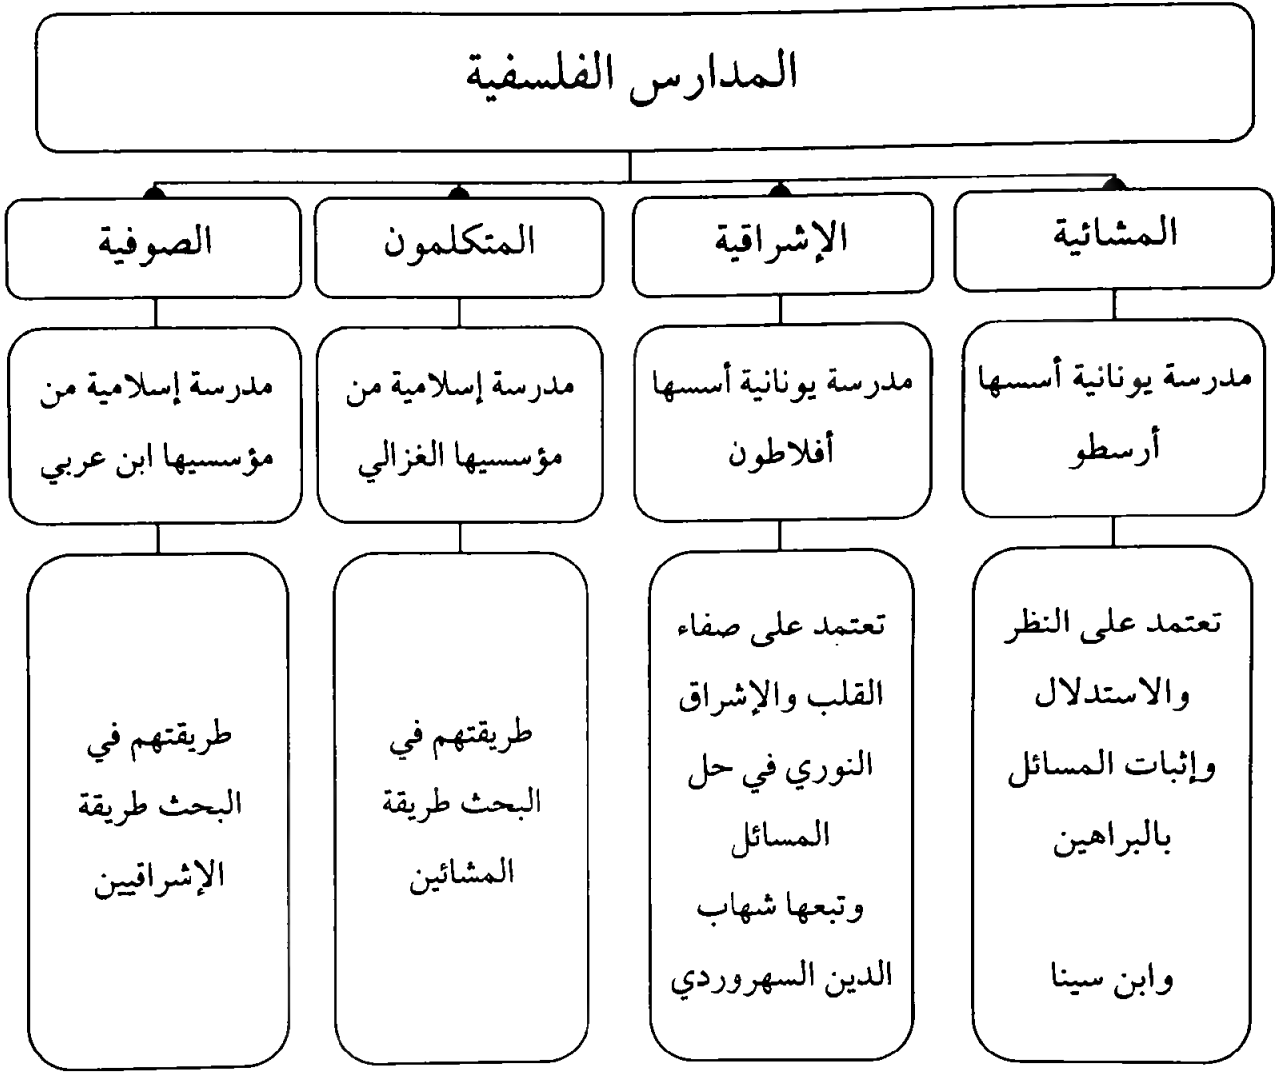 المدارس الفلسفية
المشائية
الإشراقية
المتكلمون
الصوفية
مدرسة يونانية أسسها
أرسطو
مدرسة يونانية أسسها
أفلاطون
مدرسة إسلامية من
مؤسسيها الغزالي
مدرسة إسلامية من
مؤسسيها ابن عربي
تعتمد على النظر
والاستدلال
وإثبات المسائل
بالبراهين
وابن سينا
تعتمد على صفاء
القلب والإشراق
النوري في حل
المسائل
وتبعها شهاب
الدين السهروردي
طريقتهم في
البحث طريقة
المشائين
طريقتهم في
البحث طريقة
الإشراقيين